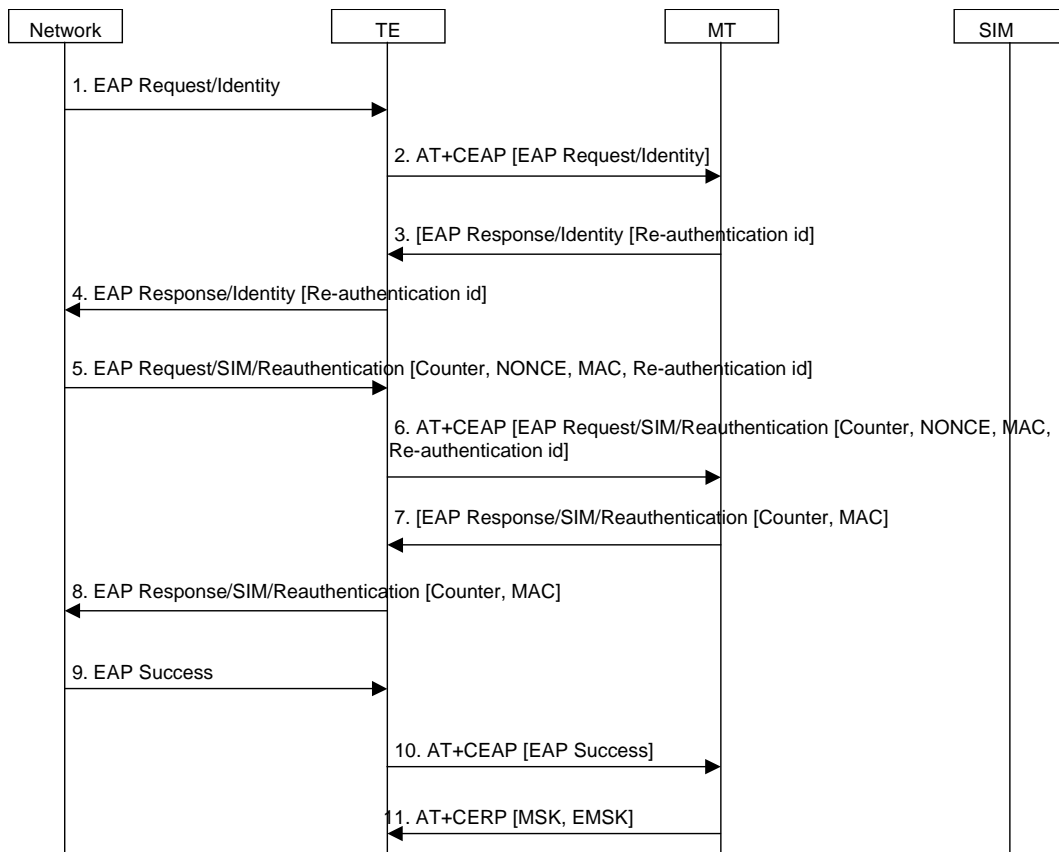 Network
TE
MT
SIM
1. EAP Request/Identity
2. AT+CEAP [EAP Request/Identity]
3. [EAP Response/Identity [Re-authentication id]
4. EAP Response/Identity [Re-authentication id]
5. EAP Request/SIM/Reauthentication [Counter, NONCE, MAC, Re-authentication id]
6. AT+CEAP [EAP Request/SIM/Reauthentication [Counter, NONCE, MAC,
Re-authentication id]
7. [EAP Response/SIM/Reauthentication [Counter, MAC]
8. EAP Response/SIM/Reauthentication [Counter, MAC]
9. EAP Success
10. AT+CEAP [EAP Success]
11. AT+CERP [MSK, EMSK]